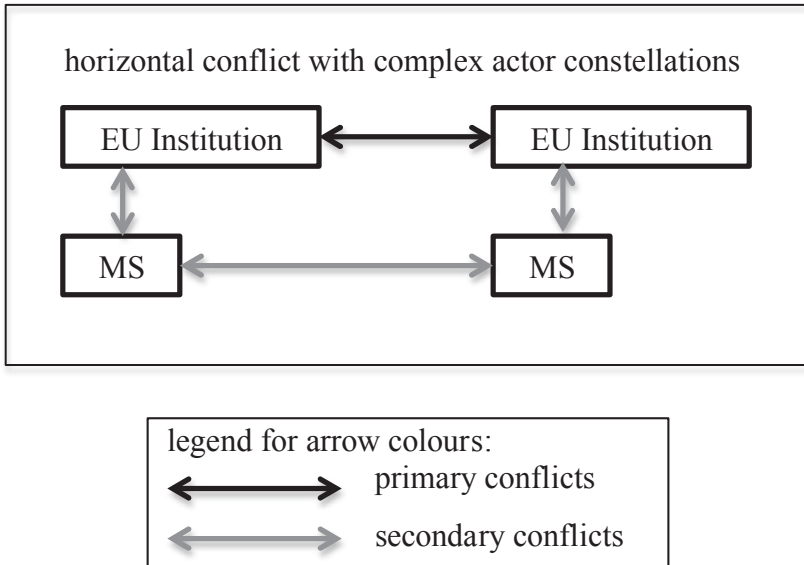 horizontal conflict with complex actor constellations
EU Institution
EU Institution
MS
MS
legend for arrow colours:
primary conflicts
secondary conflicts